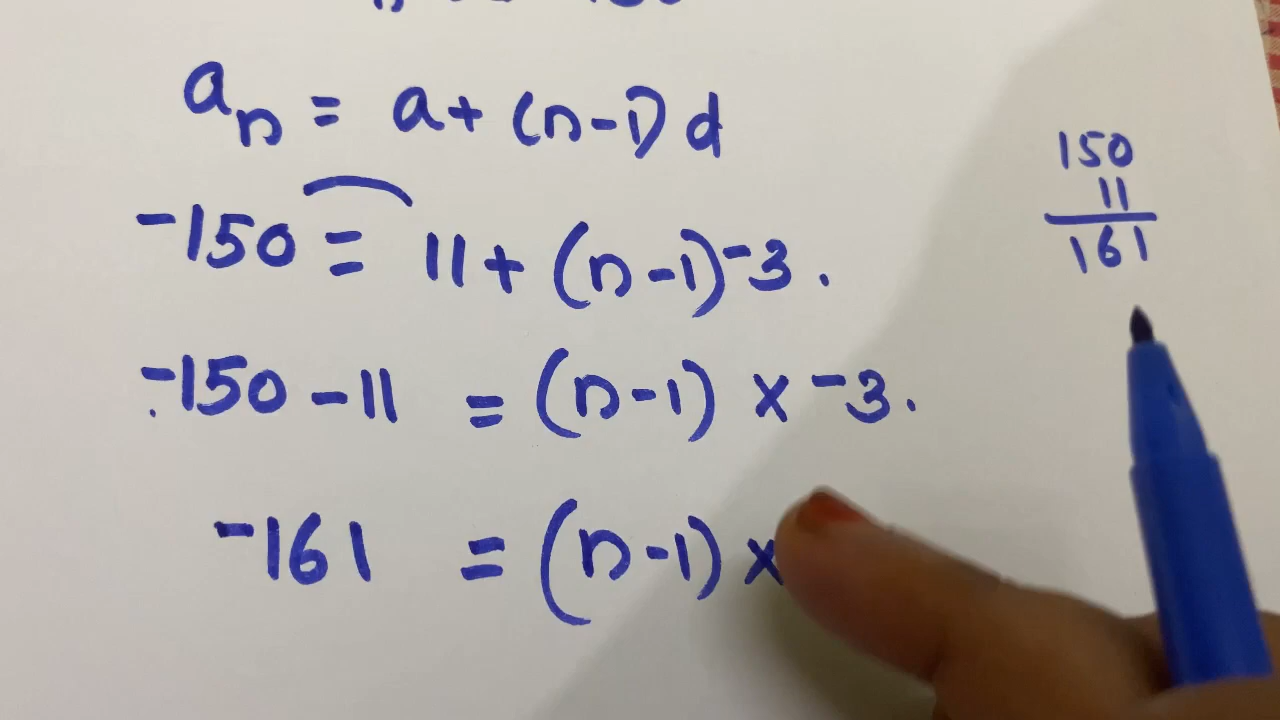 aₙ = a + (n-1) d
-150 = 11 + (n-1) -3.
-150 - 11 = (n-1) × -3.
-161 = (n-1) ×
150
11
161